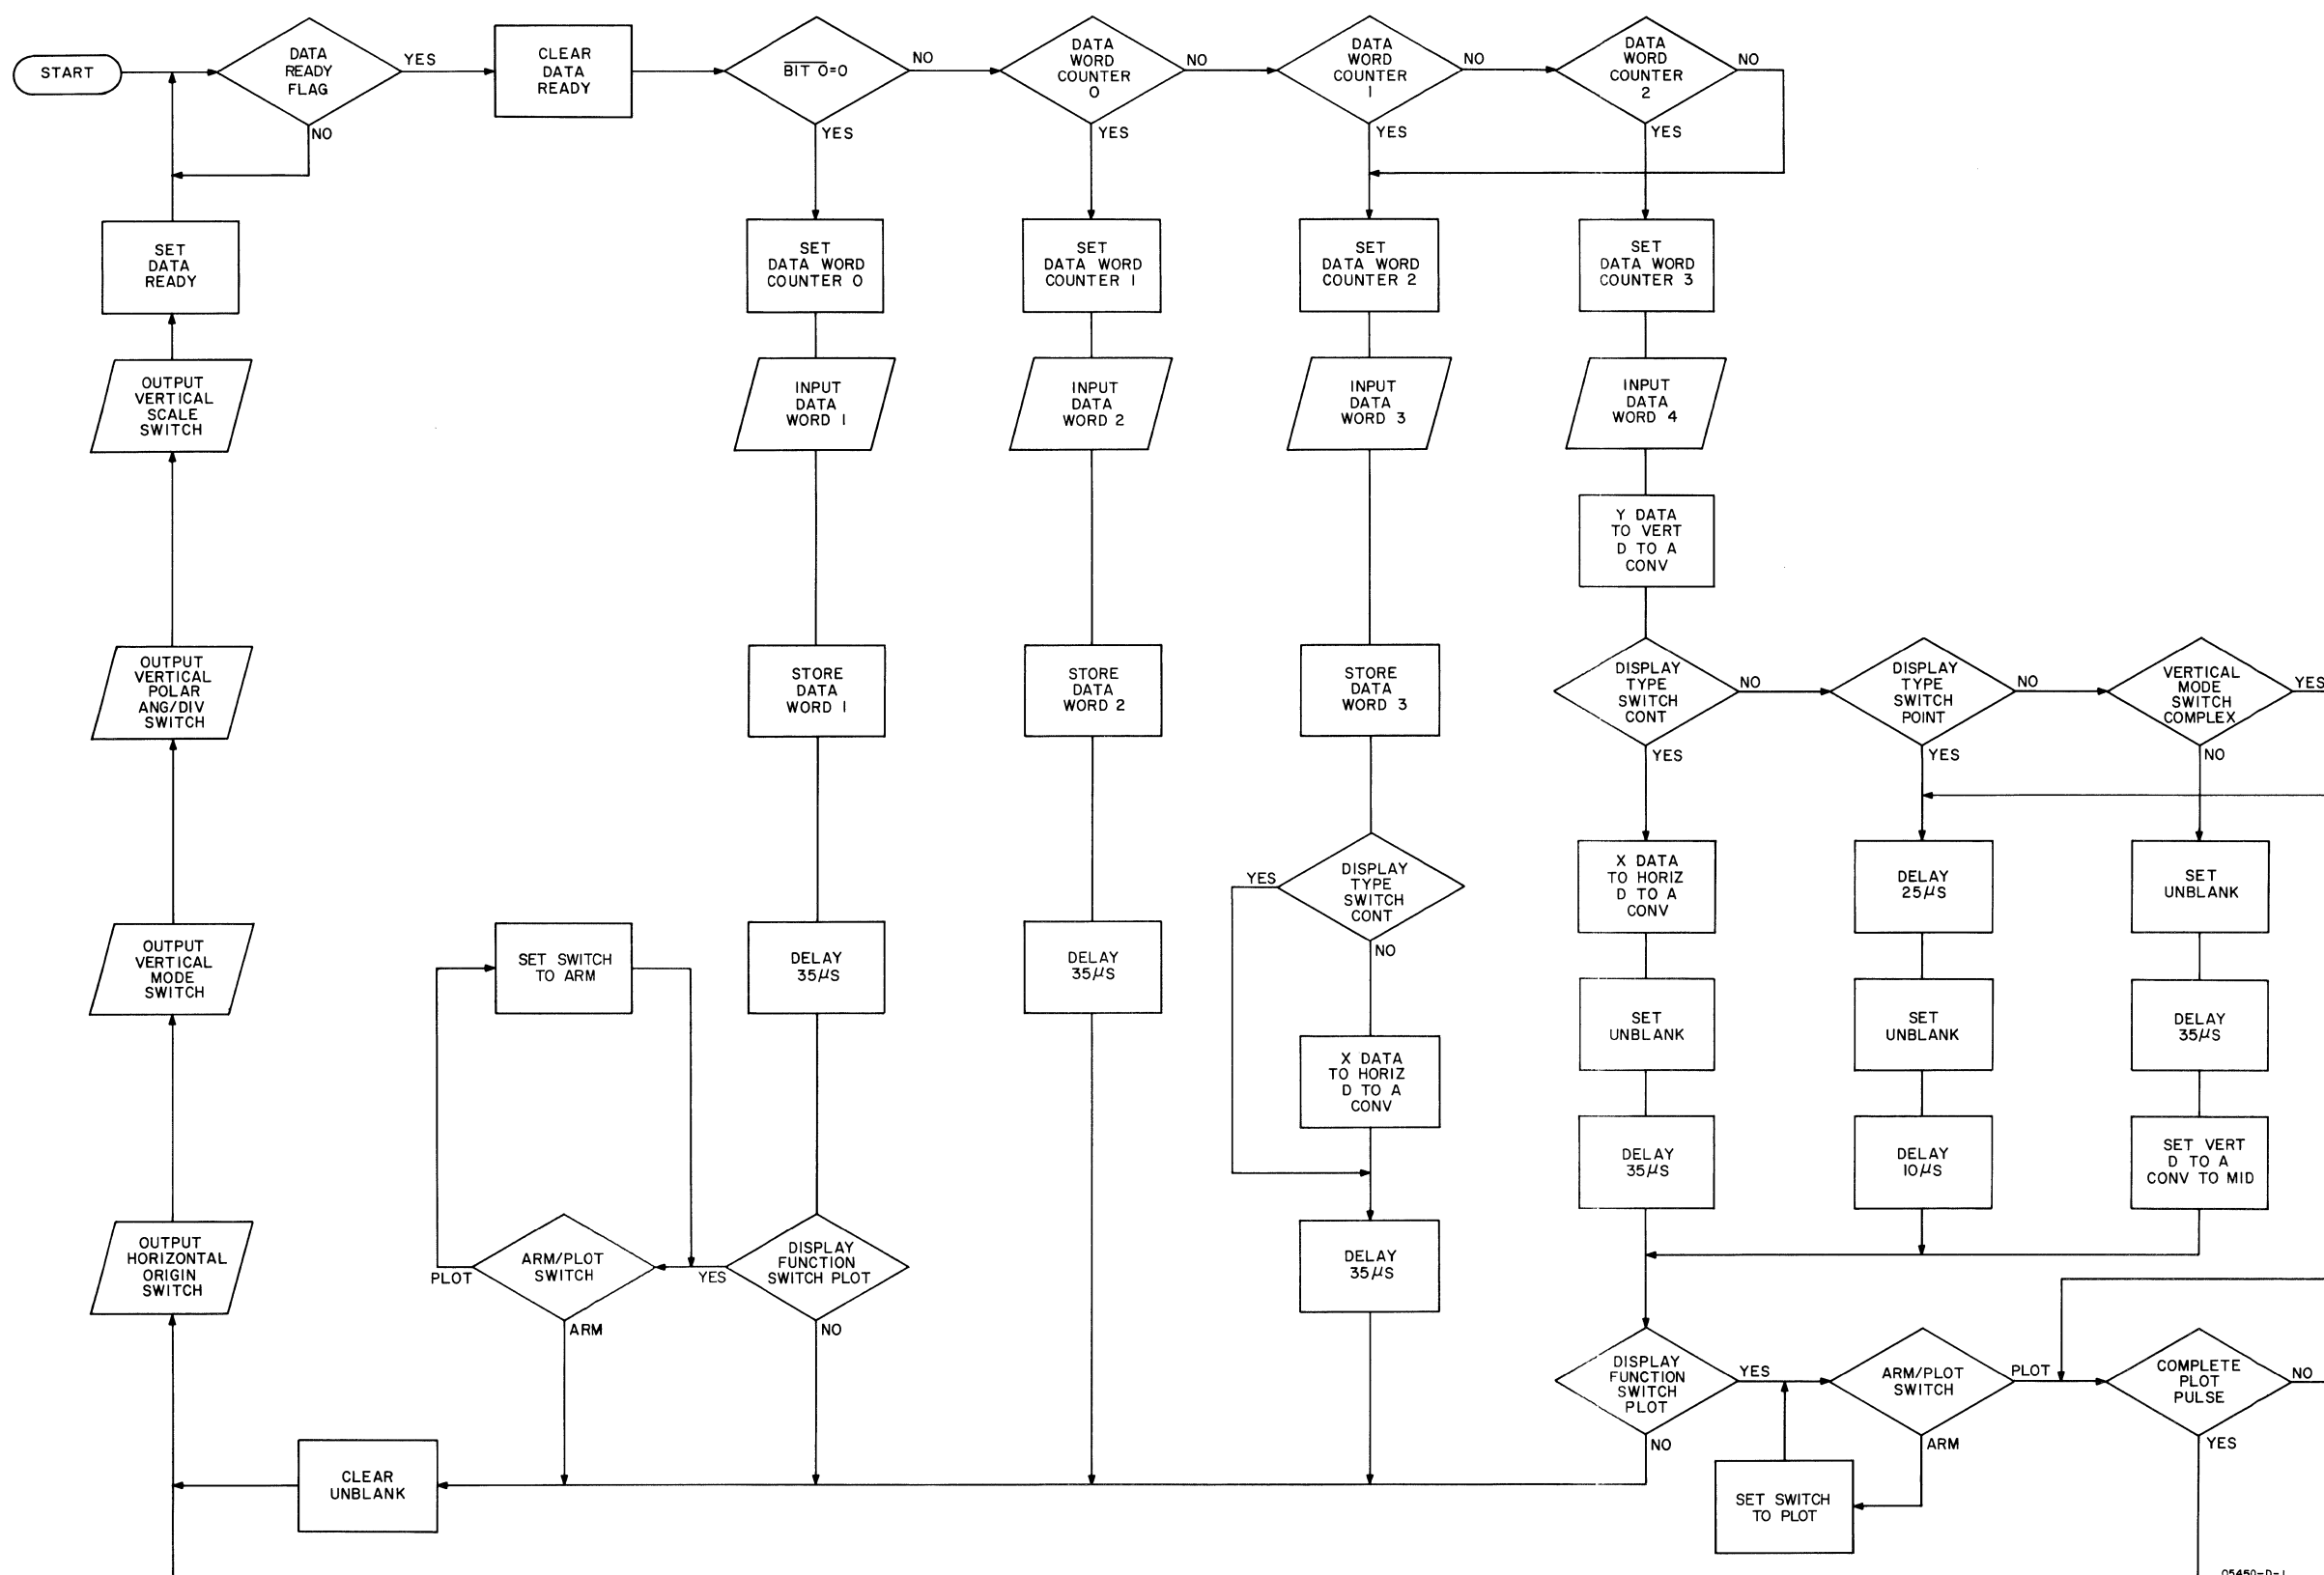 START
DATA
READY
FLAG
YES
NO
CLEAR
DATA
READY
BIT 0=0
NO
YES
DATA
WORD
COUNTER
0
NO
YES
DATA
WORD
COUNTER
1
NO
YES
DATA
WORD
COUNTER
2
NO
YES
SET
DATA
READY
SET
DATA WORD
COUNTER 0
SET
DATA WORD
COUNTER 1
SET
DATA WORD
COUNTER 2
SET
DATA WORD
COUNTER 3
OUTPUT
VERTICAL
SCALE
SWITCH
INPUT
DATA
WORD 1
INPUT
DATA
WORD 2
INPUT
DATA
WORD 3
INPUT
DATA
WORD 4
Y DATA
TO VERT
D TO A
CONV
OUTPUT
VERTICAL
POLAR
ANG/DIV
SWITCH
STORE
DATA
WORD 1
STORE
DATA
WORD 2
STORE
DATA
WORD 3
DISPLAY
TYPE
SWITCH
CONT
NO
YES
DISPLAY
TYPE
SWITCH
POINT
NO
YES
VERTICAL
MODE
SWITCH
COMPLEX
YES
NO
OUTPUT
VERTICAL
MODE
SWITCH
SET SWITCH
TO ARM
DELAY
35μS
DELAY
35μS
YES
DISPLAY
TYPE
SWITCH
CONT
NO
X DATA
TO HORIZ
D TO A
CONV
DELAY
25μS
SET
UNBLANK
X DATA
TO HORIZ
D TO A
CONV
SET
UNBLANK
SET
UNBLANK
DELAY
35μS
DELAY
35μS
DELAY
10μS
SET VERT
D TO A
CONV TO MID
OUTPUT
HORIZONTAL
ORIGIN
SWITCH
PLOT
ARM/PLOT
SWITCH
ARM
YES
DISPLAY
FUNCTION
SWITCH PLOT
NO
DELAY
35μS
DISPLAY
FUNCTION
SWITCH
PLOT
YES
NO
ARM/PLOT
SWITCH
PLOT
ARM
COMPLETE
PLOT
PULSE
NO
YES
CLEAR
UNBLANK
SET SWITCH
TO PLOT